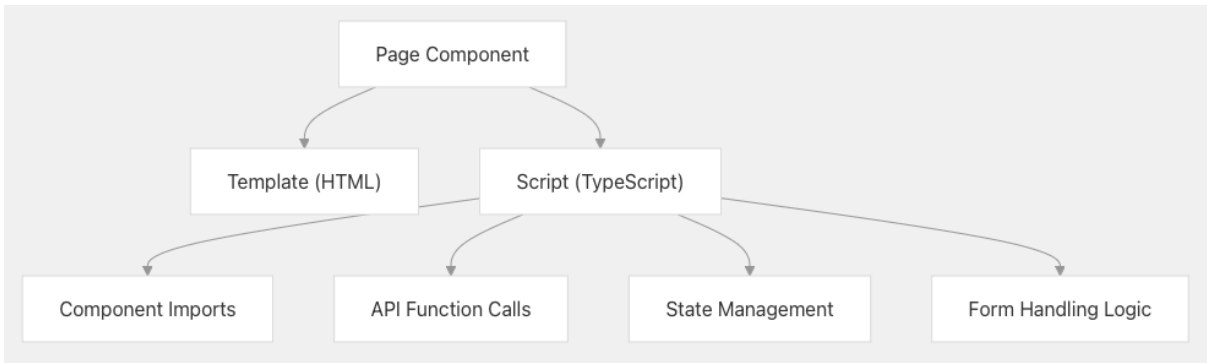 Page Component
Template (HTML)
Script (TypeScript)
Component Imports
API Function Calls
State Management
Form Handling Logic